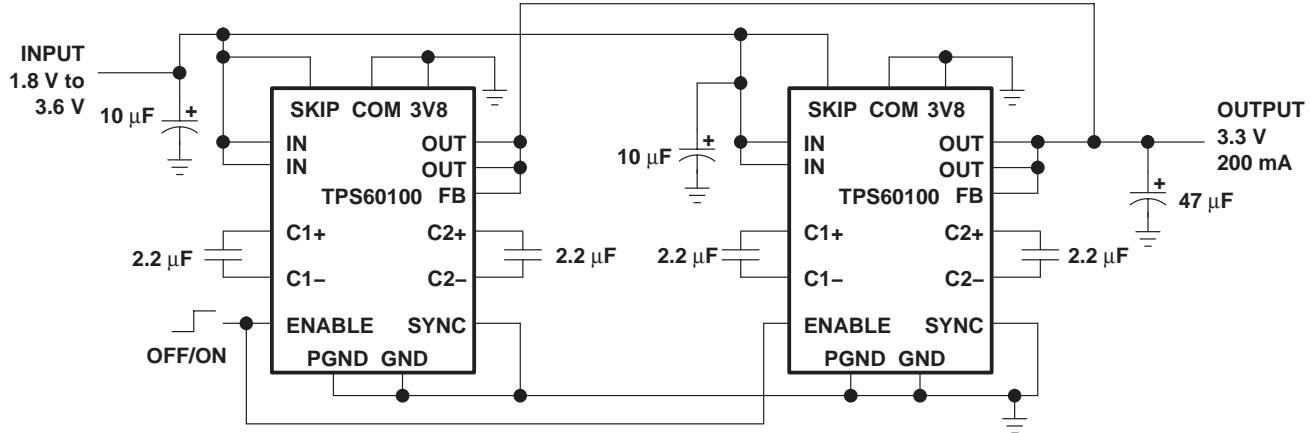 INPUT
1.8 V to
3.6 V
10 μF
+
SKIP COM 3V8
IN
IN
OUT
OUT
TPS60100 FB
C1+
C2+
2.2 μF
2.2 μF
C1–
C2–
ENABLE
SYNC
OFF/ON
PGND GND
10 μF
+
SKIP COM 3V8
IN
IN
OUT
OUT
TPS60100 FB
C1+
C2+
2.2 μF
2.2 μF
C1–
C2–
ENABLE
SYNC
PGND GND
OUTPUT
3.3 V
200 mA
+
47 μF